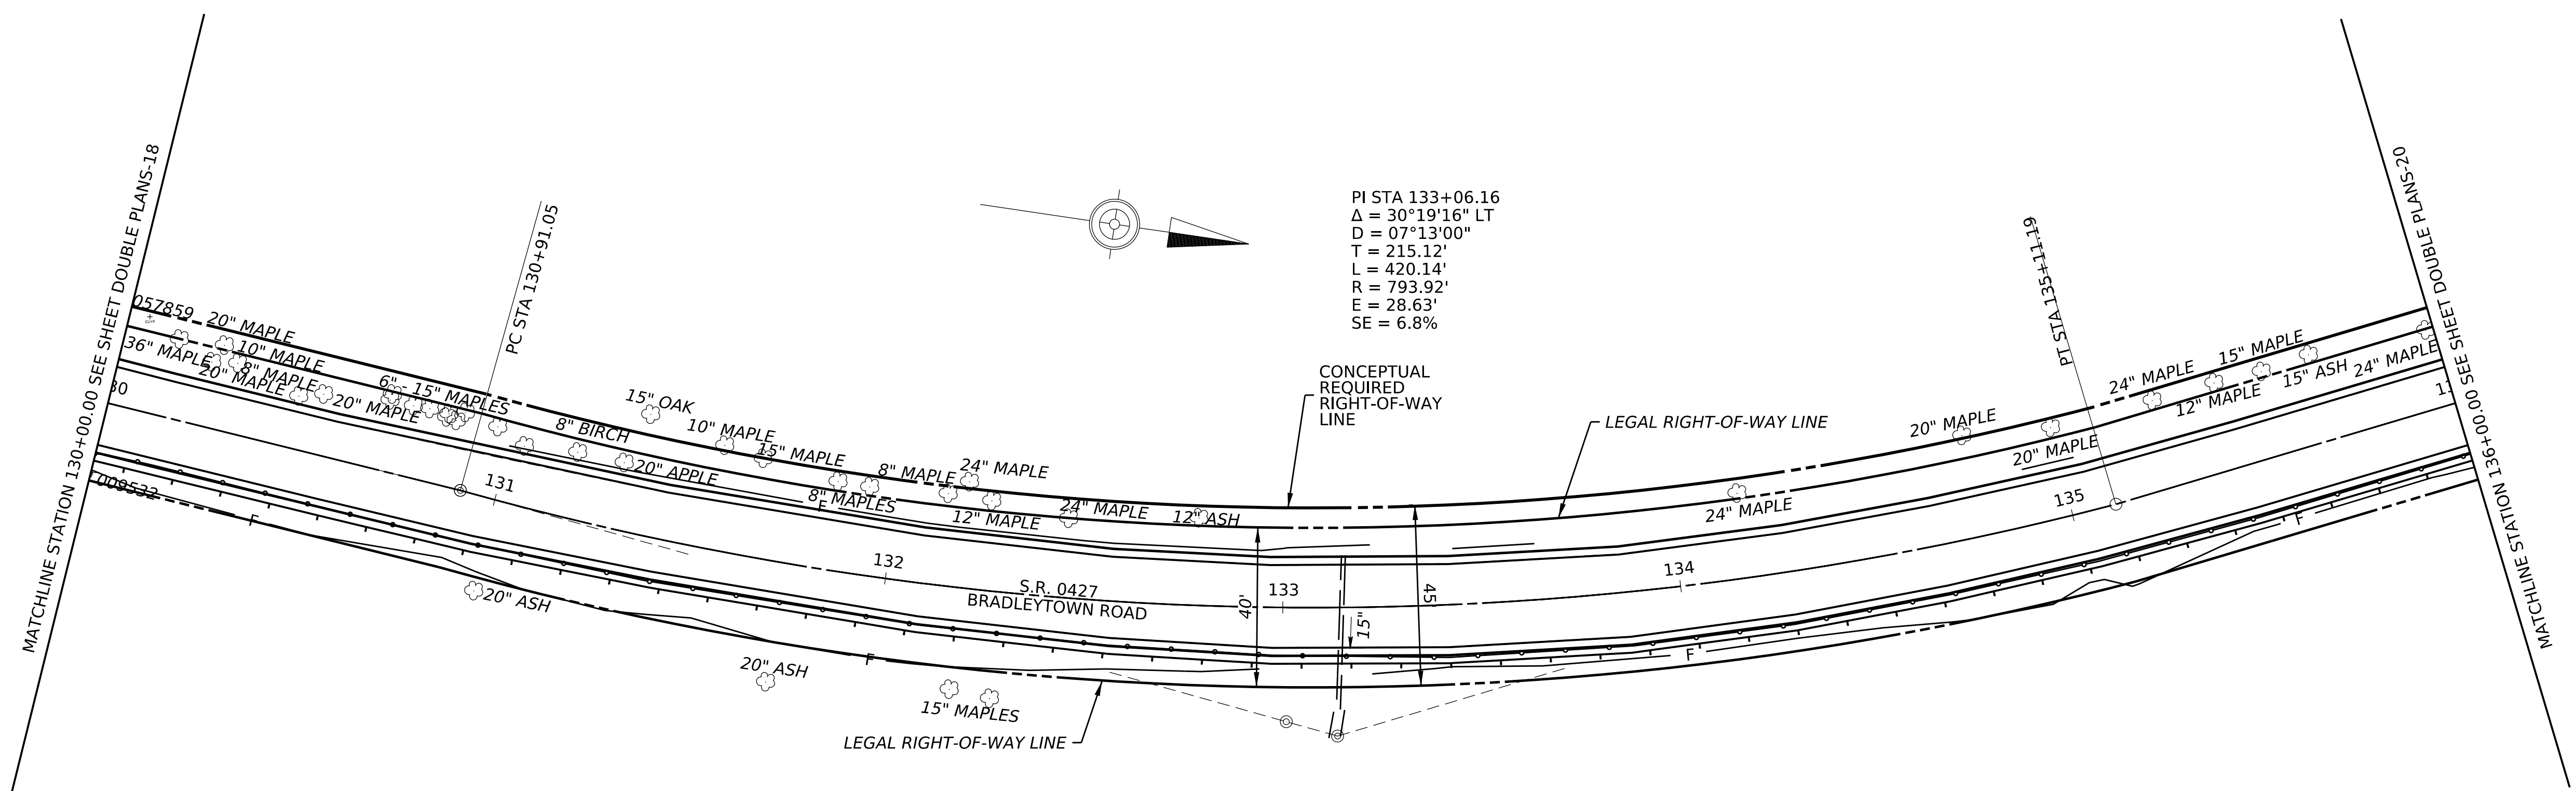 MATCHLINE STATION 130+00.00 SEE SHEET DOUBLE PLANS-18
PC STA 130+91.05
PI STA 133+06.16
Δ = 30°19'16" LT
D = 07°13'00"
T = 215.12'
L = 420.14'
R = 793.92'
E = 28.63'
SE = 6.8%
PT STA 135+11.19
MATCHLINE STATION 136+00.00 SEE SHEET DOUBLE PLANS-20
CONCEPTUAL
REQUIRED
RIGHT-OF-WAY
LINE
LEGAL RIGHT-OF-WAY LINE
057859
20" MAPLE
36" MAPLE
10" MAPLE
8" MAPLE
20" MAPLE
20" MAPLE
6" - 15" MAPLES
15" OAK
8" BIRCH
10" MAPLE
20" APPLE
15" MAPLE
8" MAPLE
24" MAPLE
8" MAPLES
12" MAPLE
24" MAPLE
12" ASH
24" MAPLE
20" MAPLE
20" MAPLE
24" MAPLE
12" MAPLE
15" MAPLE
15" ASH
24" MAPLE
009532
F
131
F
132
S.R. 0427
BRADLEYTOWN ROAD
133
40'
15"
45'
134
135
20" ASH
20" ASH
F
15" MAPLES
F
F
LEGAL RIGHT-OF-WAY LINE